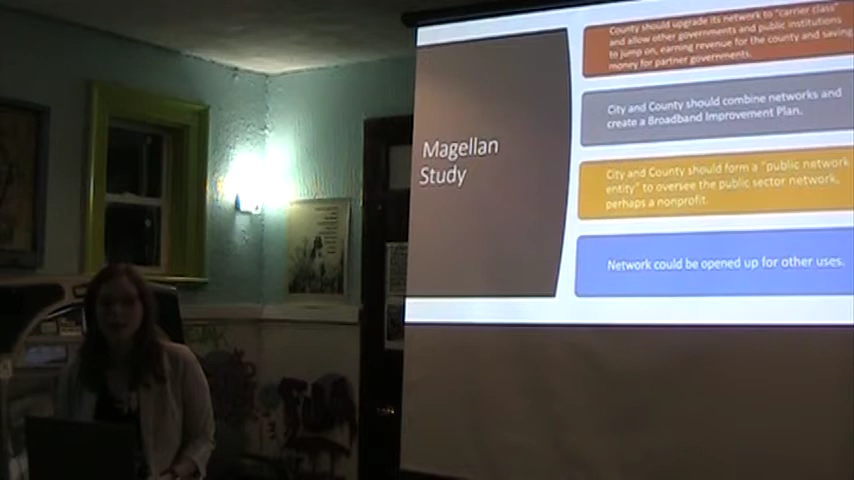 Magellan
Study
County should upgrade its network to "carrier class"
and allow other governments and public institutions
to jump on, earning revenue for the county and saving
money for partner governments.
City and County should combine networks and
create a Broadband Improvement Plan.
City and County should form a "public network
entity" to oversee the public sector network,
perhaps a nonprofit.
Network could be opened up for other uses.